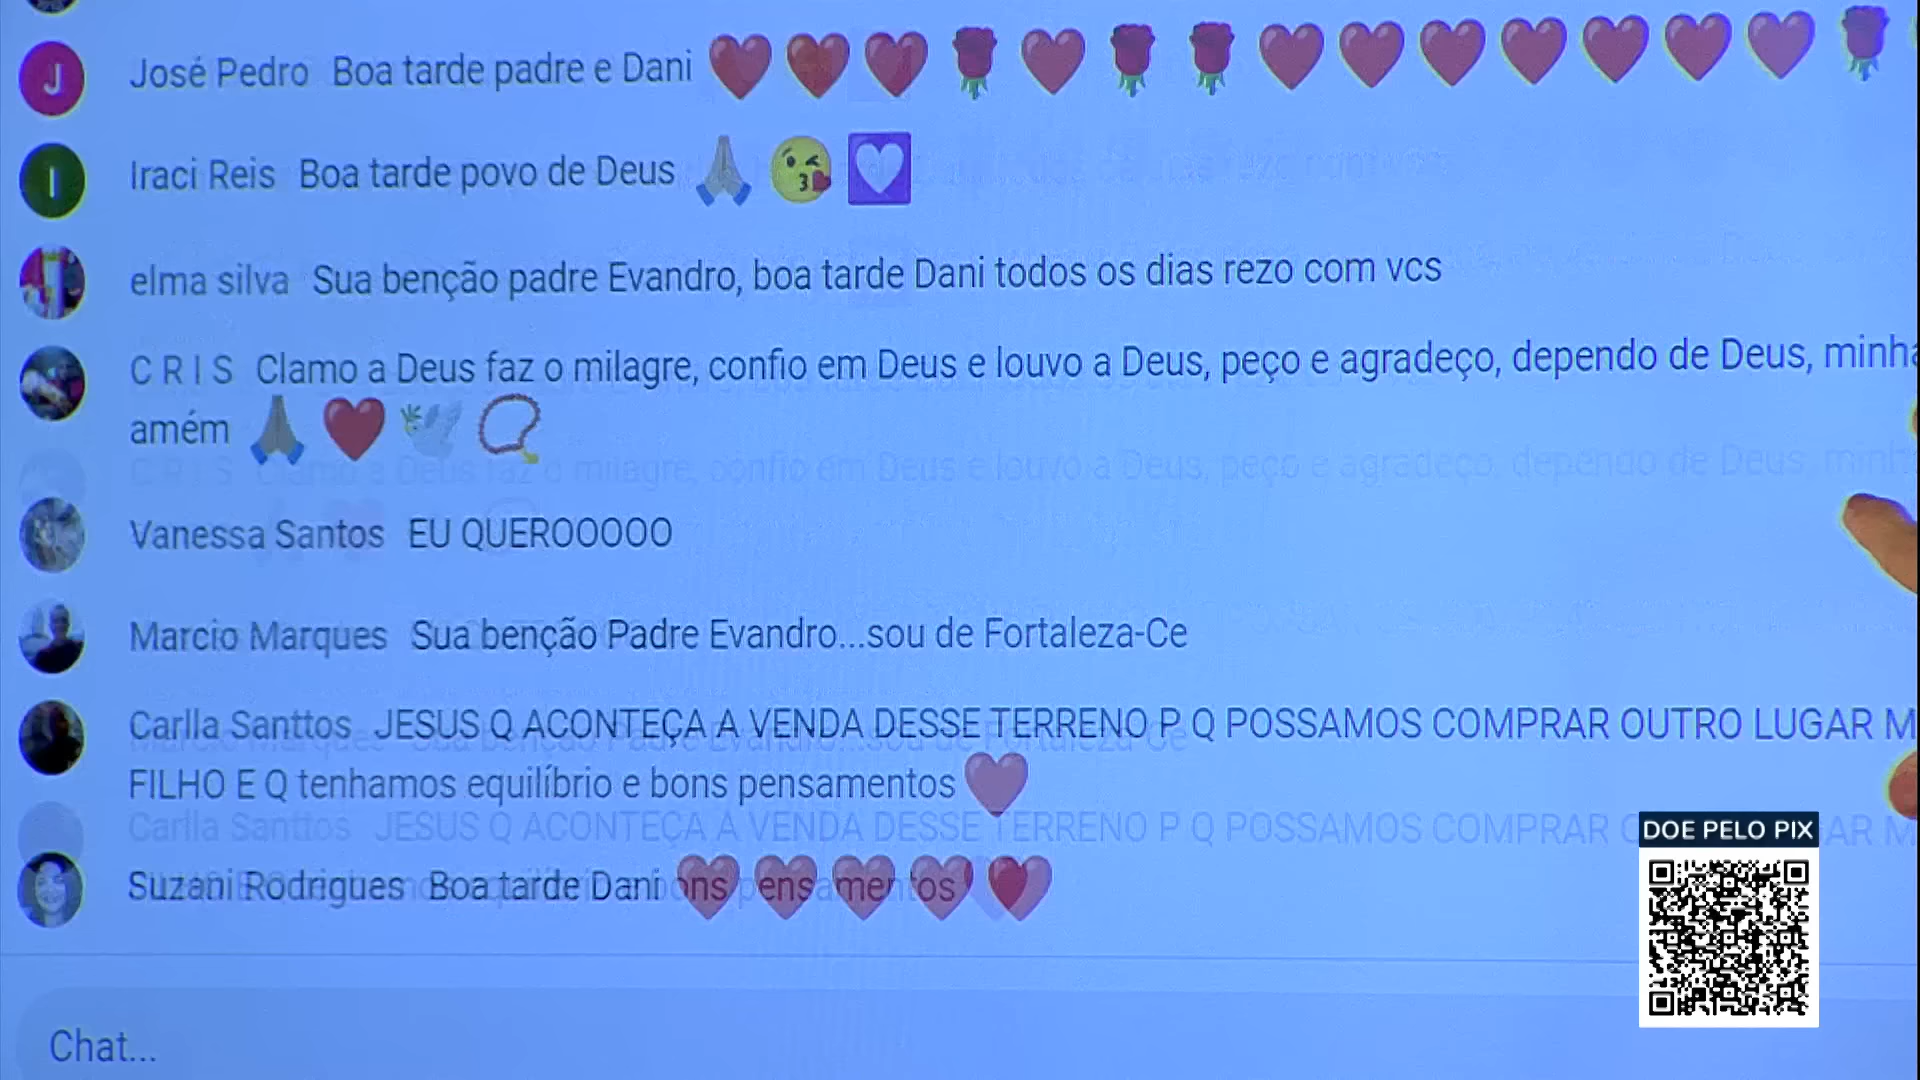 J José Pedro Boa tarde padre e Dani
I Iraci Reis Boa tarde povo de Deus
elma silva Sua benção padre Evandro, boa tarde Dani todos os dias rezo com vcs
C R I S Clamo a Deus faz o milagre, confio em Deus e louvo a Deus, peço e agradeço, dependo de Deus, minha
amém
Vanessa Santos EU QUEROOOOO
Marcio Marques Sua benção Padre Evandro...sou de Fortaleza-Ce
Carlla Santtos JESUS Q ACONTEÇA A VENDA DESSE TERRENO P Q POSSAMOS COMPRAR OUTRO LUGAR M
FILHO E Q tenhamos equilíbrio e bons pensamentos
Suzani Rodrigues Boa tarde Dani
DOE PELO PIX
Chat...